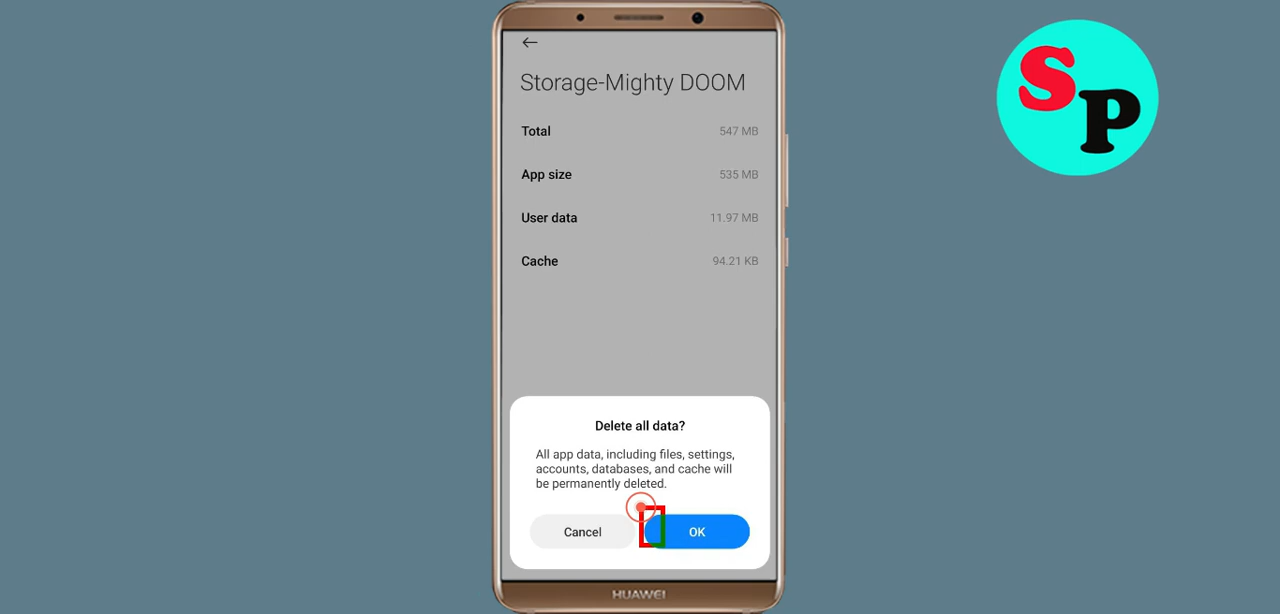 Storage-Mighty DOOM
Total 547 MB
App size 535 MB
User data 11.97 MB
Cache 94.21 KB
Delete all data?
All app data, including files, settings,
accounts, databases, and cache will
be permanently deleted.
Cancel OK
HUAWEI
SP